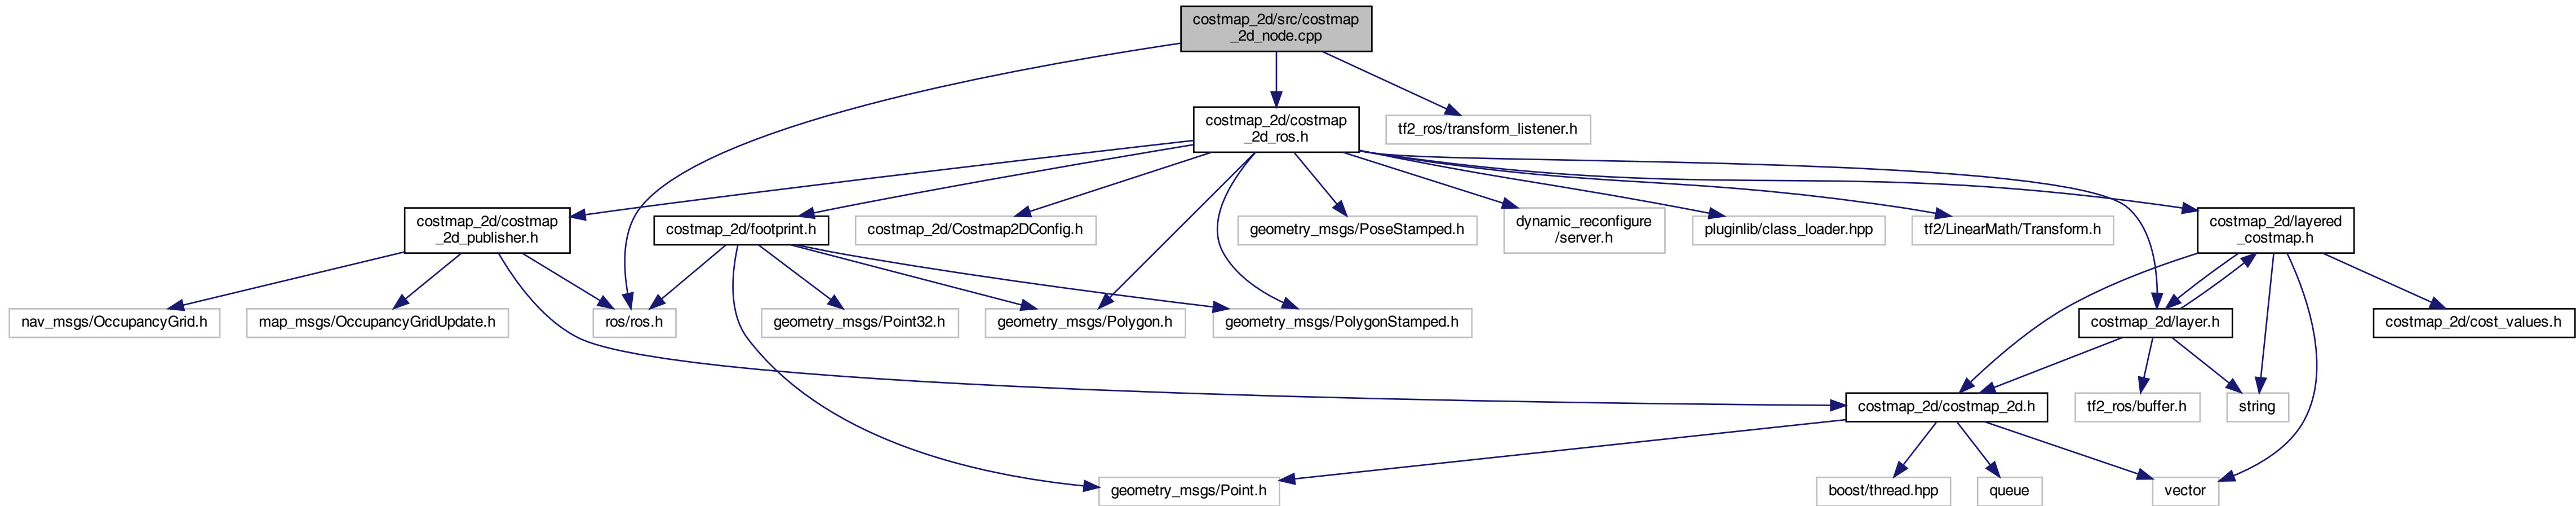 costmap_2d/src/costmap
_2d_node.cpp
costmap_2d/costmap
_2d_ros.h
tf2_ros/transform_listener.h
costmap_2d/costmap
_2d_publisher.h
costmap_2d/footprint.h
costmap_2d/Costmap2DConfig.h
geometry_msgs/PoseStamped.h
dynamic_reconfigure
/server.h
pluginlib/class_loader.hpp
tf2/LinearMath/Transform.h
costmap_2d/layered
_costmap.h
nav_msgs/OccupancyGrid.h
map_msgs/OccupancyGridUpdate.h
ros/ros.h
geometry_msgs/Point32.h
geometry_msgs/Polygon.h
geometry_msgs/PolygonStamped.h
costmap_2d/layer.h
costmap_2d/cost_values.h
costmap_2d/costmap_2d.h
tf2_ros/buffer.h
string
geometry_msgs/Point.h
boost/thread.hpp
queue
vector